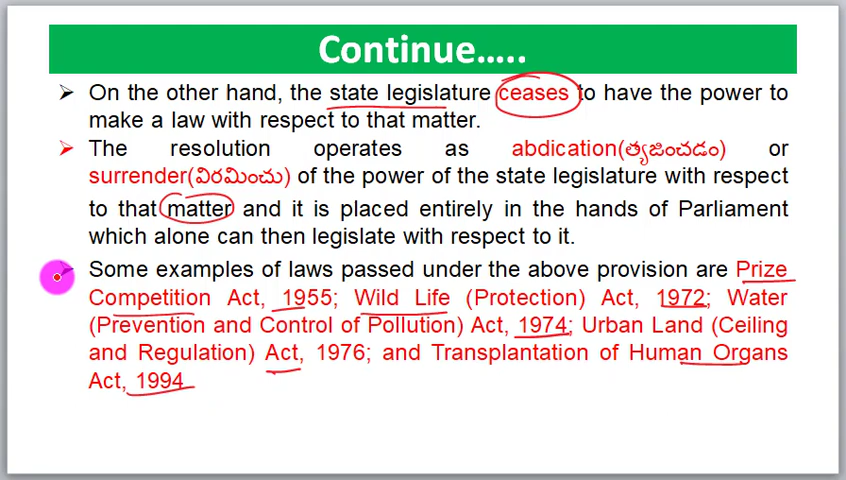 Continue.....
On the other hand, the state legislature ceases to have the power to
make a law with respect to that matter.
The resolution operates as abdication(త్యజించడం) or
surrender(విరమించు) of the power of the state legislature with respect
to that matter and it is placed entirely in the hands of Parliament
which alone can then legislate with respect to it.
Some examples of laws passed under the above provision are Prize
Competition Act, 1955; Wild Life (Protection) Act, 1972; Water
(Prevention and Control of Pollution) Act, 1974; Urban Land (Ceiling
and Regulation) Act, 1976; and Transplantation of Human Organs
Act, 1994